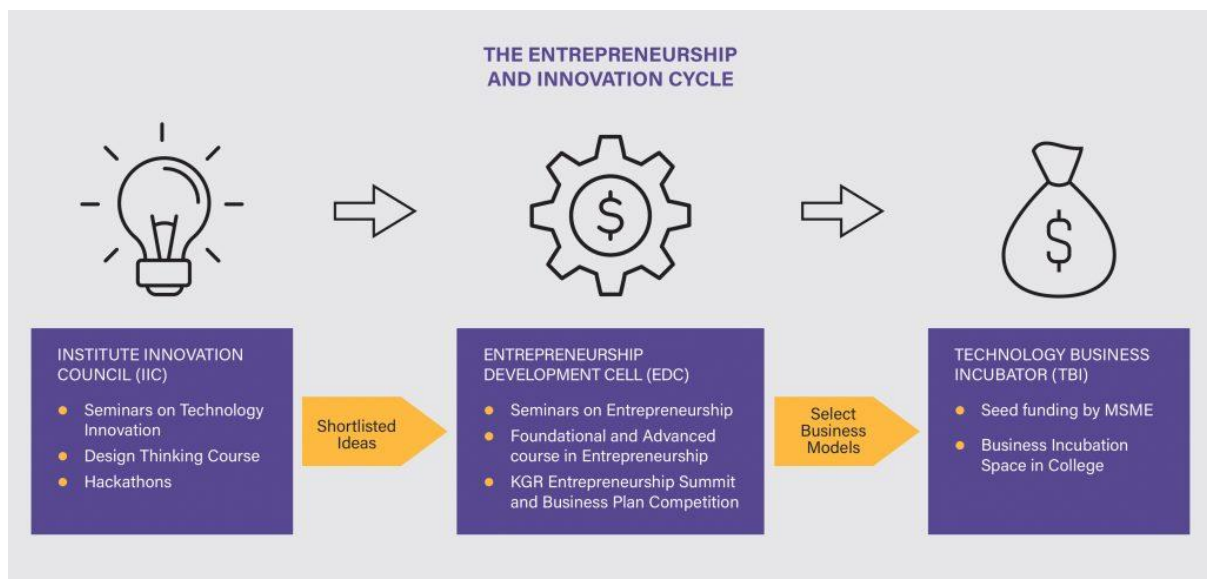 THE ENTREPRENEURSHIP
AND INNOVATION CYCLE
$
$
INSTITUTE INNOVATION
COUNCIL (IIC)
Seminars on Technology
Innovation
Design Thinking Course
Hackathons
Shortlisted
Ideas
ENTREPRENEURSHIP
DEVELOPMENT CELL (EDC)
Seminars on Entrepreneurship
Foundational and Advanced
course in Entrepreneurship
KGR Entrepreneurship Summit
and Business Plan Competition
Select
Business
Models
TECHNOLOGY BUSINESS
INCUBATOR (TBI)
Seed funding by MSME
Business Incubation
Space in College